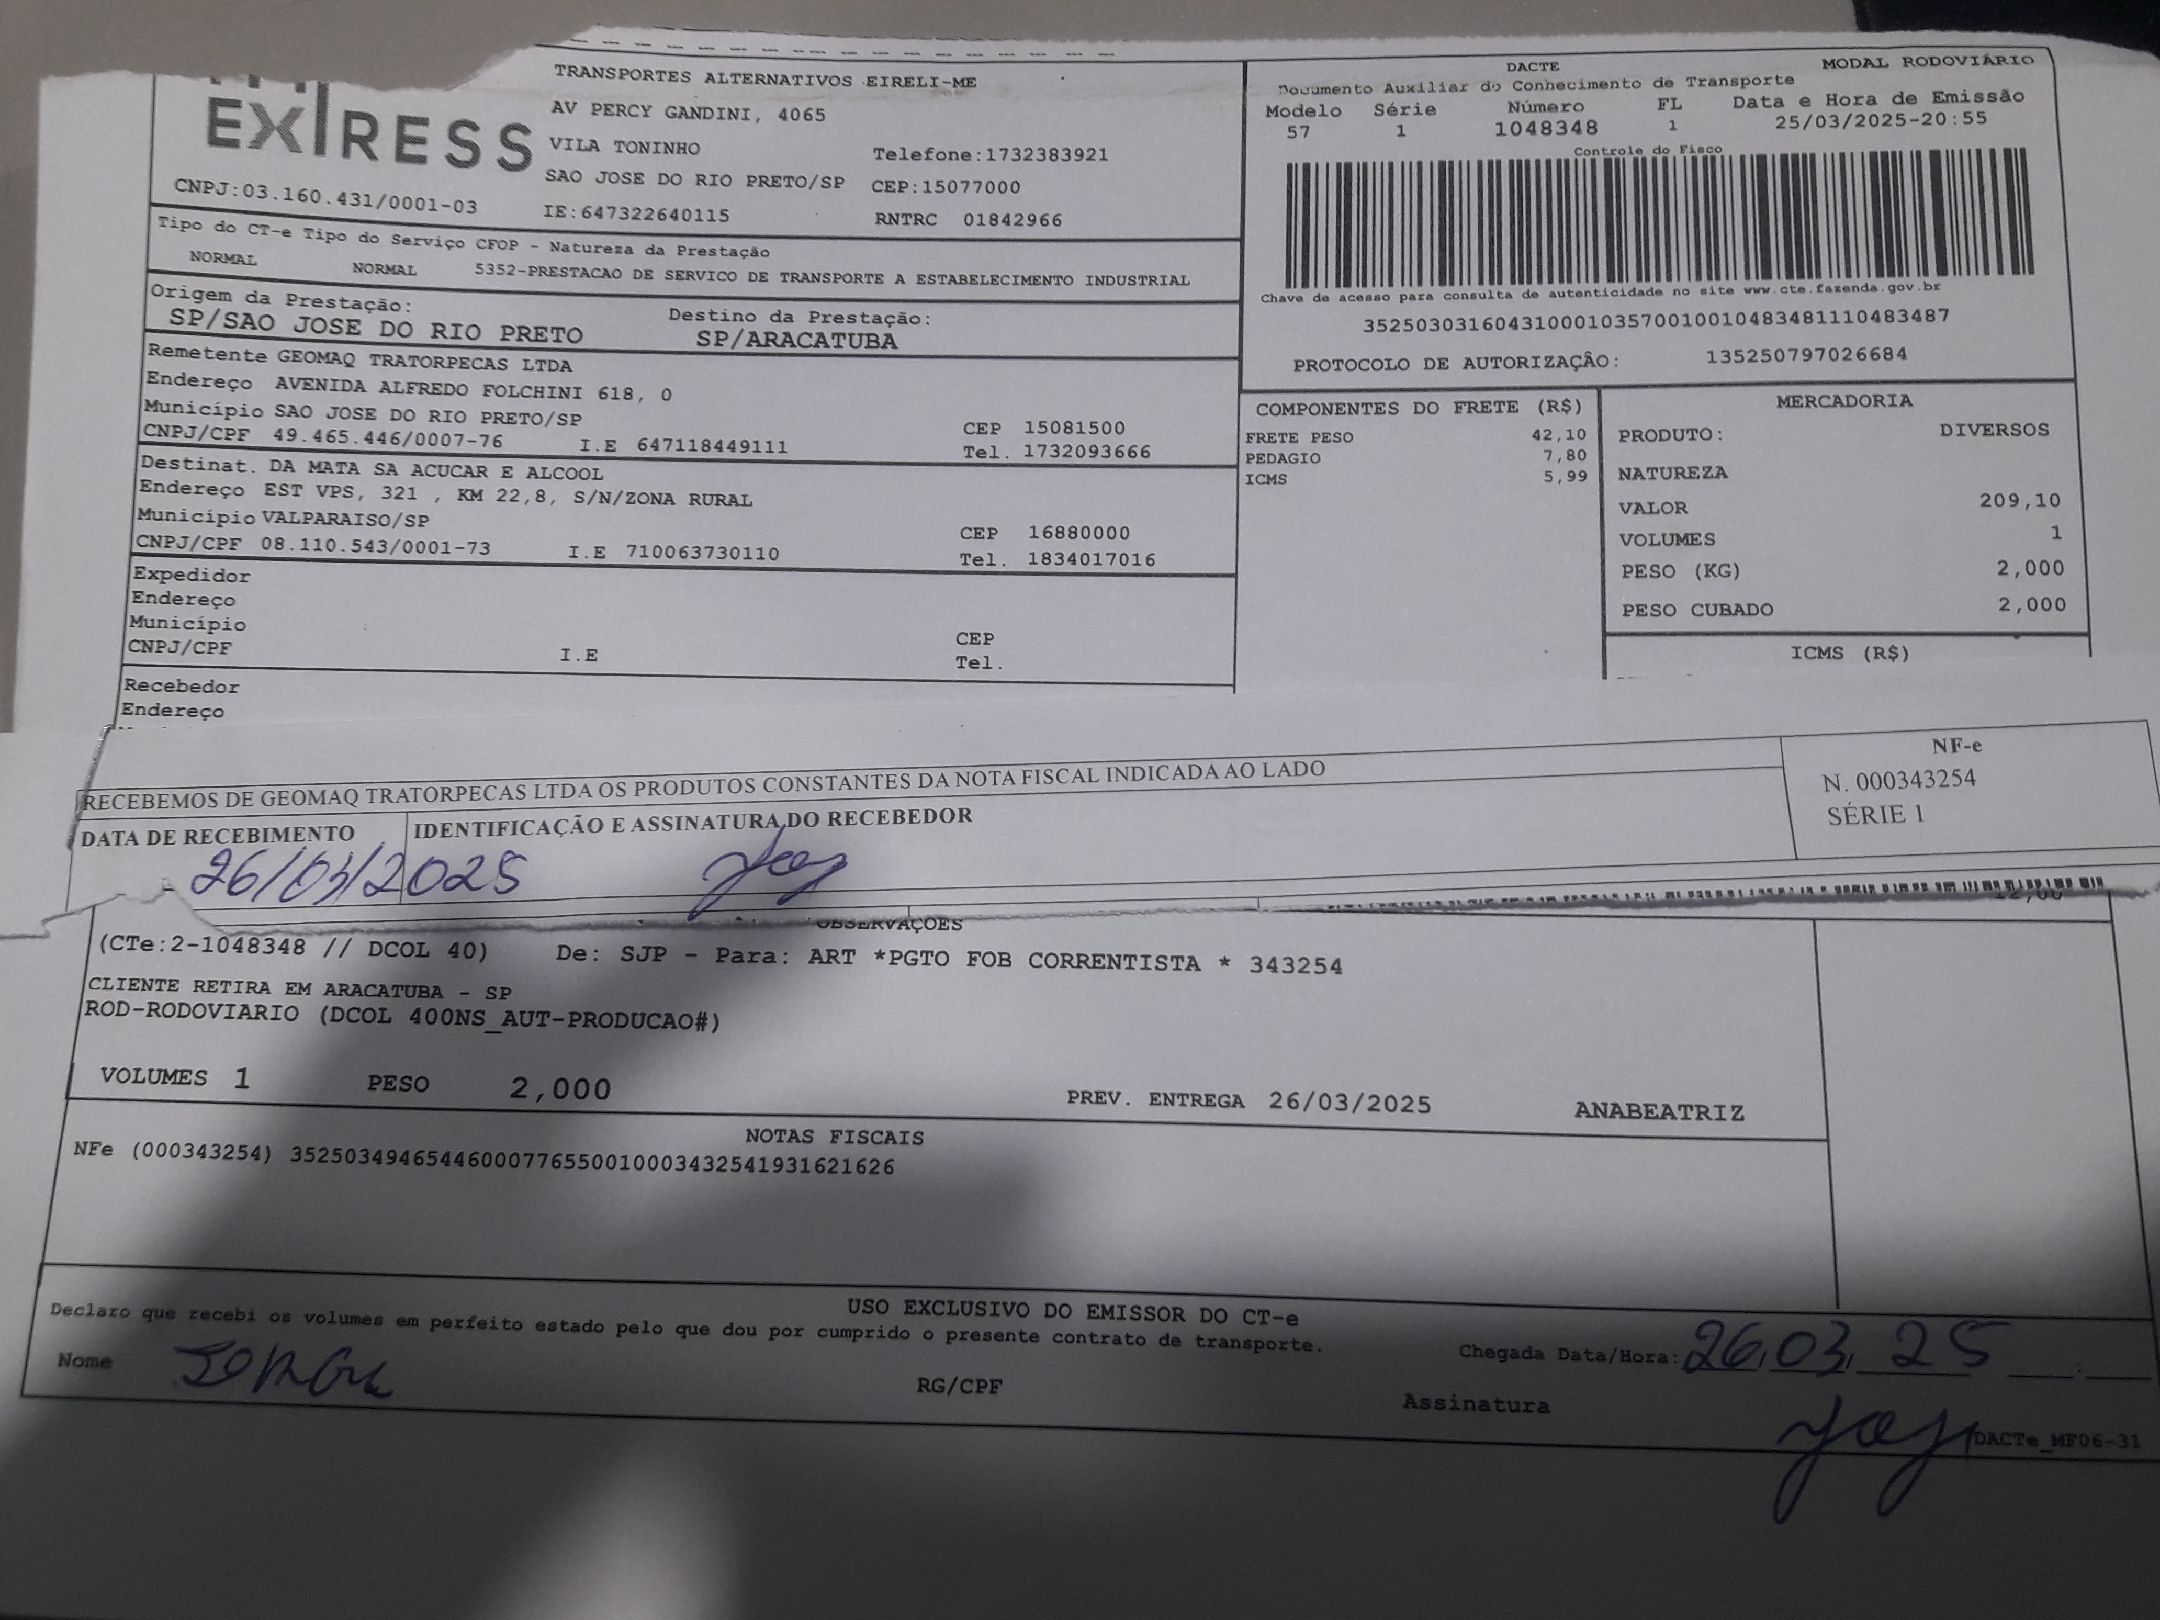 EXPRESS
TRANSPORTES ALTERNATIVOS EIRELI-ME
AV PERCY GANDINI, 4065
VILA TONINHO
Telefone:1732383921
SAO JOSE DO RIO PRETO/SP CEP:15077000
CNPJ:03.160.431/0001-03
IE:647322640115
RNTRC 01842966
DACTE
MODAL RODOVIÁRIO
Documento Auxiliar do Conhecimento de Transporte
Modelo Série Número FL Data e Hora de Emissão
57 1 1048348 1 25/03/2025-20:55
Controle do Fisco
Chave de acesso para consulta de autenticidade no site www.cte.fazenda.gov.br
35250303160431000103570010010483481110483487
PROTOCOLO DE AUTORIZAÇÃO: 135250797026684
Tipo do CT-e Tipo do Serviço CFOP - Natureza da Prestação
NORMAL NORMAL 5352-PRESTACAO DE SERVICO DE TRANSPORTE A ESTABELECIMENTO INDUSTRIAL
Origem da Prestação: Destino da Prestação:
SP/SAO JOSE DO RIO PRETO SP/ARACATUBA
Remetente GEOMAQ TRATORPECAS LTDA
Endereço AVENIDA ALFREDO FOLCHINI 618, 0
Município SAO JOSE DO RIO PRETO/SP CEP 15081500
CNPJ/CPF 49.465.446/0007-76 I.E 647118449111 Tel. 1732093666
Destinat. DA MATA SA ACUCAR E ALCOOL
Endereço EST VPS, 321 , KM 22,8, S/N/ZONA RURAL
Município VALPARAISO/SP CEP 16880000
CNPJ/CPF 08.110.543/0001-73 I.E 710063730110 Tel. 1834017016
Expedidor
Endereço
Município CEP
CNPJ/CPF I.E Tel.
Recebedor
Endereço
COMPONENTES DO FRETE (R$)
FRETE PESO 42,10
PEDAGIO 7,80
ICMS 5,99
MERCADORIA
PRODUTO: DIVERSOS
NATUREZA
VALOR 209,10
VOLUMES 1
PESO (KG) 2,000
PESO CUBADO 2,000
ICMS (R$)
RECEBEMOS DE GEOMAQ TRATORPECAS LTDA OS PRODUTOS CONSTANTES DA NOTA FISCAL INDICADA AO LADO
DATA DE RECEBIMENTO IDENTIFICAÇÃO E ASSINATURA DO RECEBEDOR
26/03/2025
NF-e
N. 000343254
SÉRIE 1
12,00
OBSERVAÇOES
(CTe:2-1048348 // DCOL 40) De: SJP - Para: ART *PGTO FOB CORRENTISTA * 343254
CLIENTE RETIRA EM ARACATUBA - SP
ROD-RODOVIARIO (DCOL 400NS_AUT-PRODUCAO#)
VOLUMES 1 PESO 2,000 PREV. ENTREGA 26/03/2025 ANABEATRIZ
NOTAS FISCAIS
NFe (000343254) 35250349465446000776550010003432541931621626
USO EXCLUSIVO DO EMISSOR DO CT-e
Declaro que recebi os volumes em perfeito estado pelo que dou por cumprido o presente contrato de transporte.
Nome RG/CPF
Chegada Data/Hora: 26,03, 25
Assinatura
DACTe_MF06-31